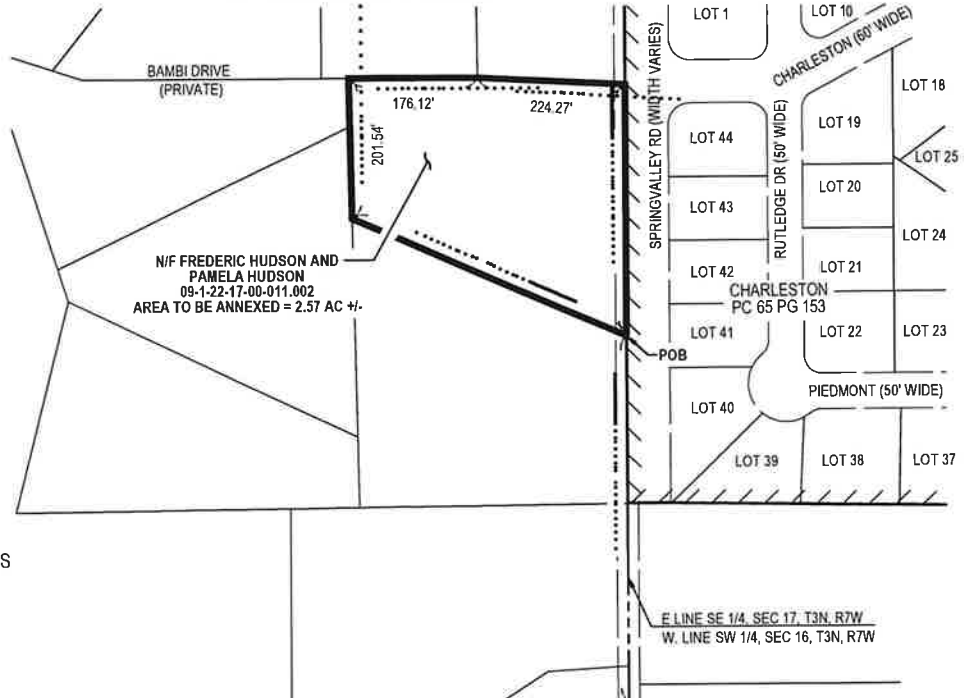 LOT 1
LOT 10
CHARLESTON (60' WIDE)
BAMBI DRIVE
(PRIVATE)
176.12'
224.27'
201.54'
SPRINGVALLEY RD (WIDTH VARIES)
RUTLEDGE DR (50' WIDE)
LOT 18
LOT 44
LOT 19
LOT 25
LOT 43
LOT 20
LOT 24
N/F FREDERIC HUDSON AND
PAMELA HUDSON
09-1-22-17-00-011.002
AREA TO BE ANNEXED = 2.57 AC +/-
LOT 42
LOT 21
CHARLESTON
PC 65 PG 153
LOT 41
LOT 22
LOT 23
POB
PIEDMONT (50' WIDE)
LOT 40
LOT 39
LOT 38
LOT 37
S
E LINE SE 1/4, SEC 17, T3N, R7W
W. LINE SW 1/4, SEC 16, T3N, R7W